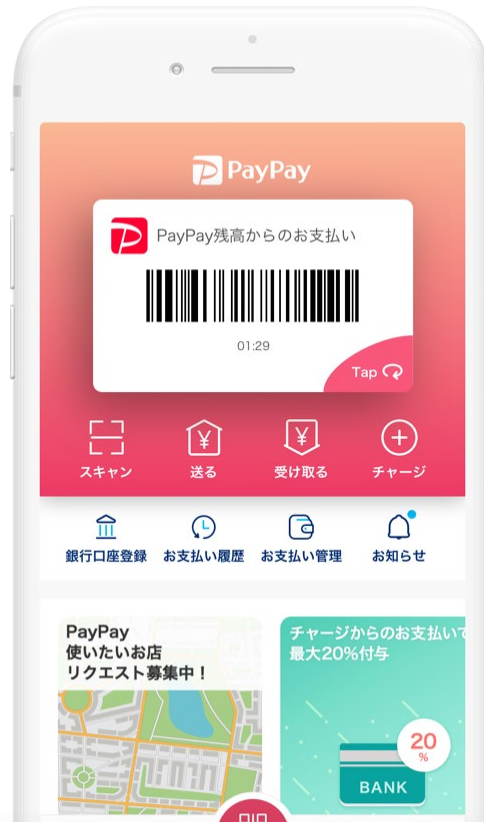 PayPay
PayPay残高からのお支払い
01:29
Tap
スキャン
送る
受け取る
チャージ
銀行口座登録
お支払い履歴
お支払い管理
お知らせ
PayPay
使いたいお店
リクエスト募集中！
チャージからのお支払いで
最大20%付与
20
%
BANK